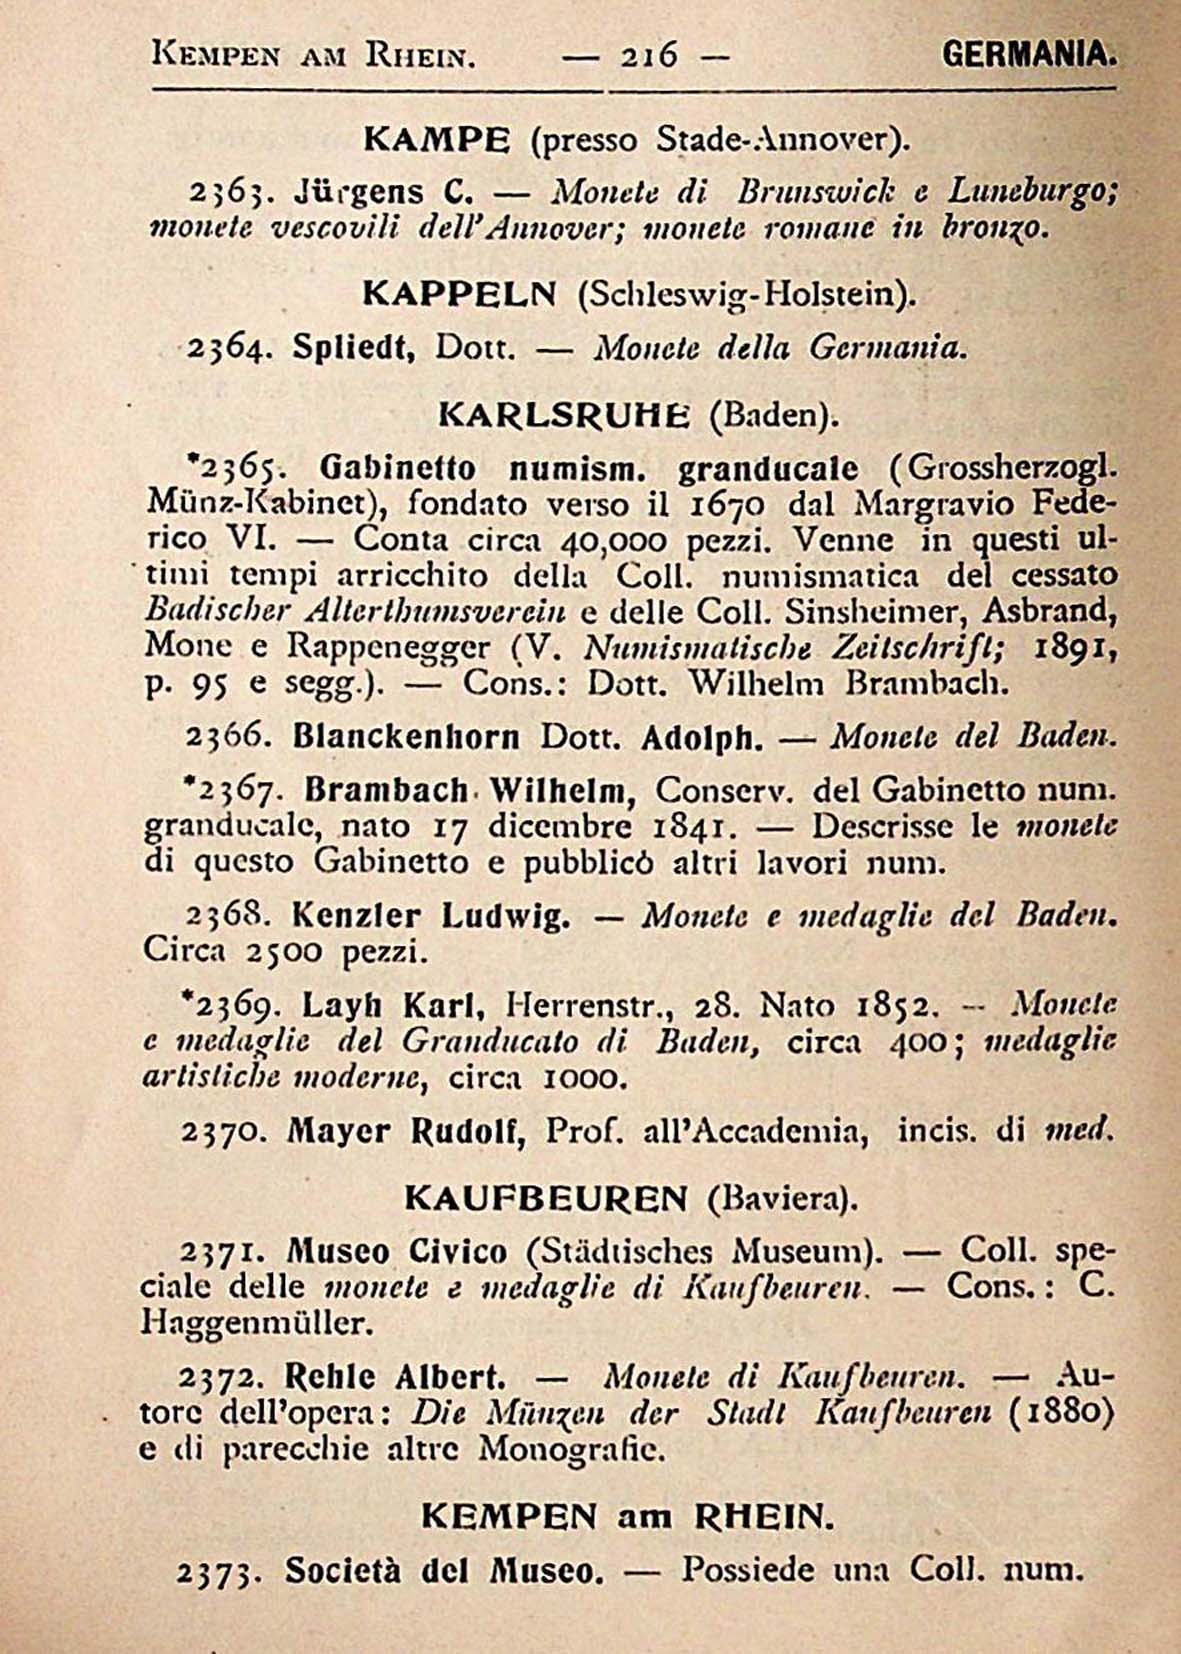 Kempen am Rhein. — 216 — GERMANIA.
KAMPE (presso Stade-Annover).
2363. Jürgens C. — Monete di Brunswick e Luneburgo;
monete vescovili dell'Annover; monete romane in bronzo.
KAPPELN (Schleswig-Holstein).
2364. Spliedt, Dott. — Monete della Germania.
KARLSRUHE (Baden).
*2365. Gabinetto numism. granducale (Grossherzogl.
Münz-Kabinet), fondato verso il 1670 dal Margravio Fede-
rico VI. — Conta circa 40,000 pezzi. Venne in questi ul-
timi tempi arricchito della Coll. numismatica del cessato
Badischer Alterthumsverein e delle Coll. Sinsheimer, Asbrand,
Mone e Rappenegger (V. Numismatische Zeitschrift; 1891,
p. 95 e segg.). — Cons.: Dott. Wilhelm Brambach.
2366. Blanckenhorn Dott. Adolph. — Monete del Baden.
*2367. Brambach Wilhelm, Conserv. del Gabinetto num.
granducale, nato 17 dicembre 1841. — Descrisse le monete
di questo Gabinetto e pubblicò altri lavori num.
2368. Kenzler Ludwig. — Monete e medaglie del Baden.
Circa 2500 pezzi.
*2369. Layh Karl, Herrenstr., 28. Nato 1852. — Monete
e medaglie del Granducato di Baden, circa 400; medaglie
artistiche moderne, circa 1000.
2370. Mayer Rudolf, Prof. all'Accademia, incis. di med.
KAUFBEUREN (Baviera).
2371. Museo Civico (Städtisches Museum). — Coll. spe-
ciale delle monete e medaglie di Kaufbeuren. — Cons.: C.
Haggenmüller.
2372. Rehle Albert. — Monete di Kaufbeuren. — Au-
tore dell'opera: Die Münzen der Stadt Kaufbeuren (1880)
e di parecchie altre Monografie.
KEMPEN am RHEIN.
2373. Società del Museo. — Possiede una Coll. num.